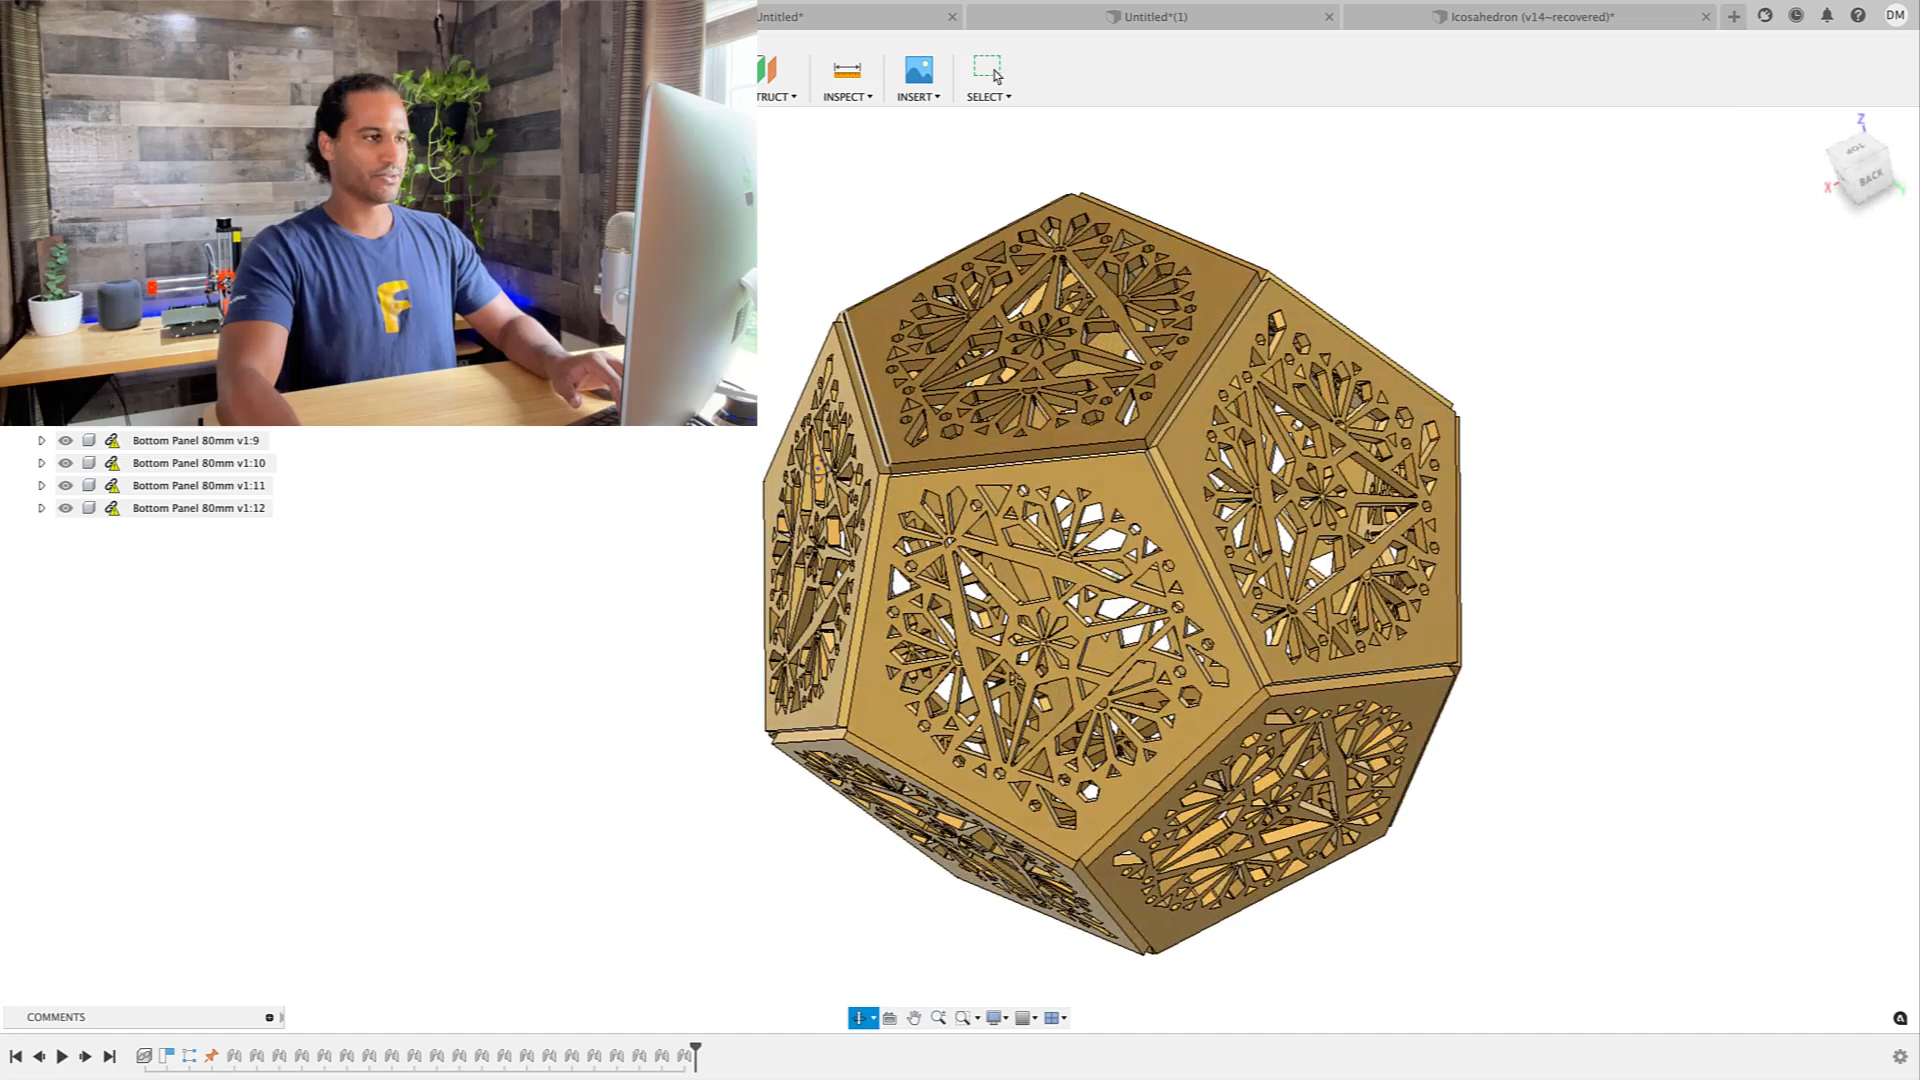 Untitled*
Untitled*(1)
Icosahedron (v14~recovered)*
DM
TRUCT
INSPECT
INSERT
SELECT
Z
TOP
BACK
X
Y
F
Bottom Panel 80mm v1:9
Bottom Panel 80mm v1:10
Bottom Panel 80mm v1:11
Bottom Panel 80mm v1:12
COMMENTS